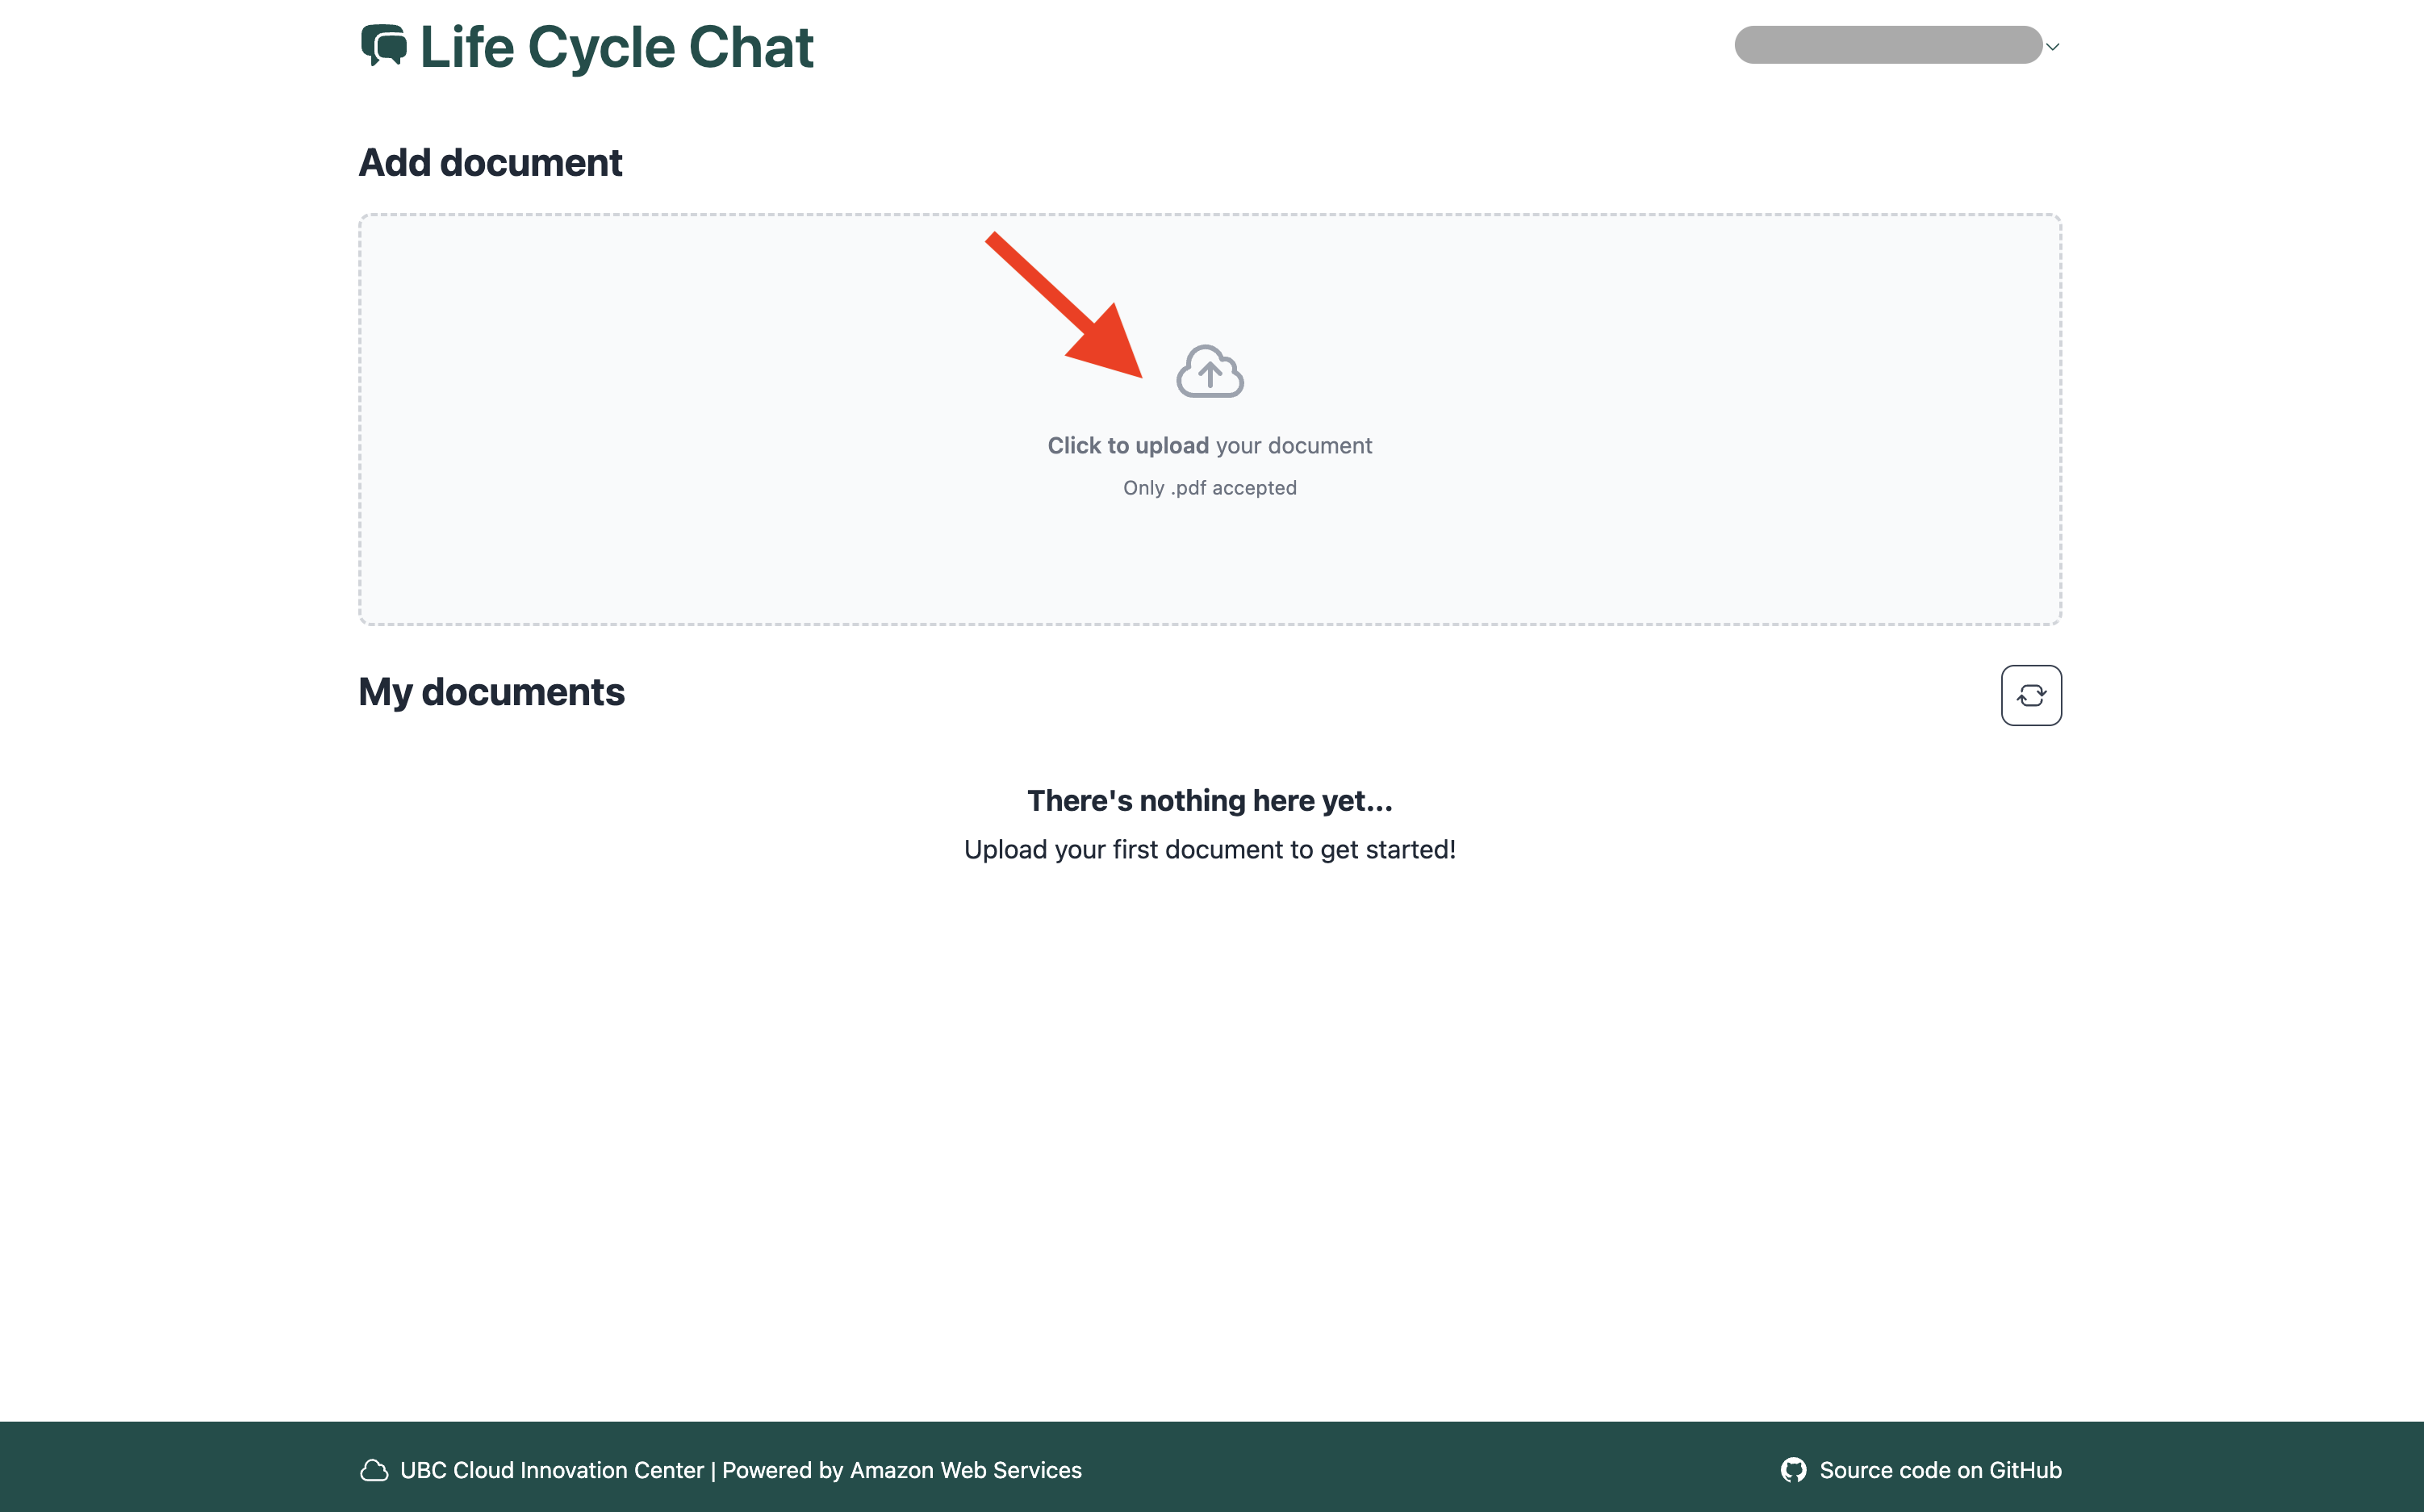 Life Cycle Chat
Add document
Click to upload your document
Only .pdf accepted
My documents
There's nothing here yet...
Upload your first document to get started!
UBC Cloud Innovation Center | Powered by Amazon Web Services
Source code on GitHub